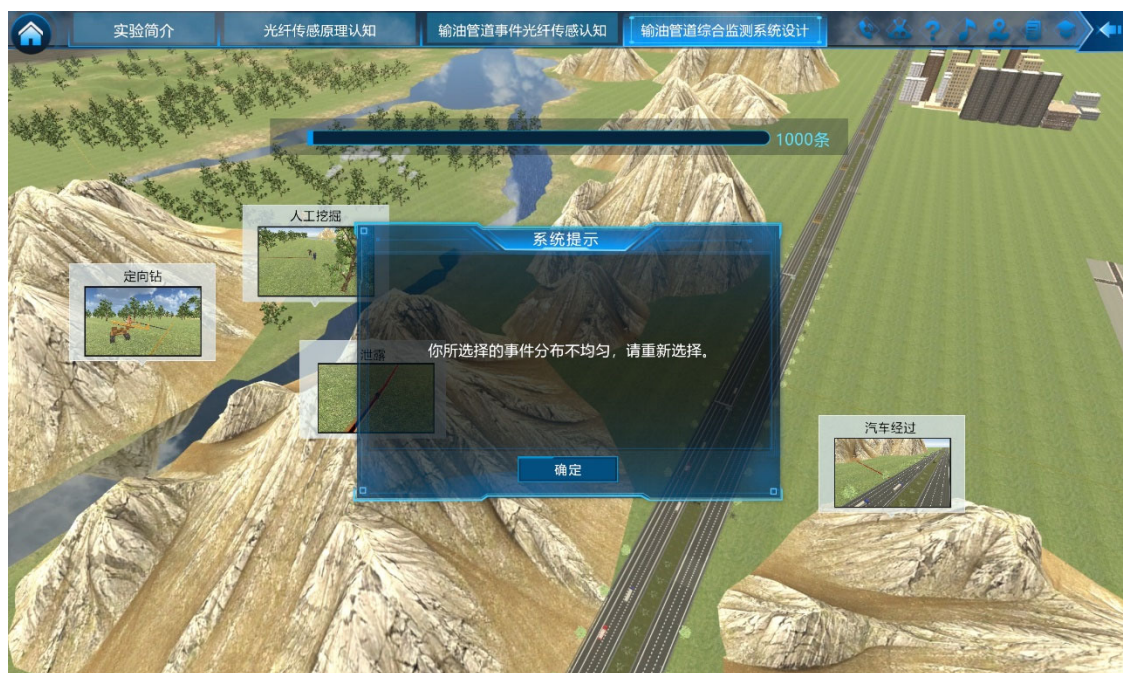 实验简介
光纤传感原理认知
输油管道事件光纤传感认知
输油管道综合监测系统设计
1000条
人工挖掘
系统提示
定向钻
泄露
你所选择的事件分布不均匀，请重新选择。
汽车经过
确定